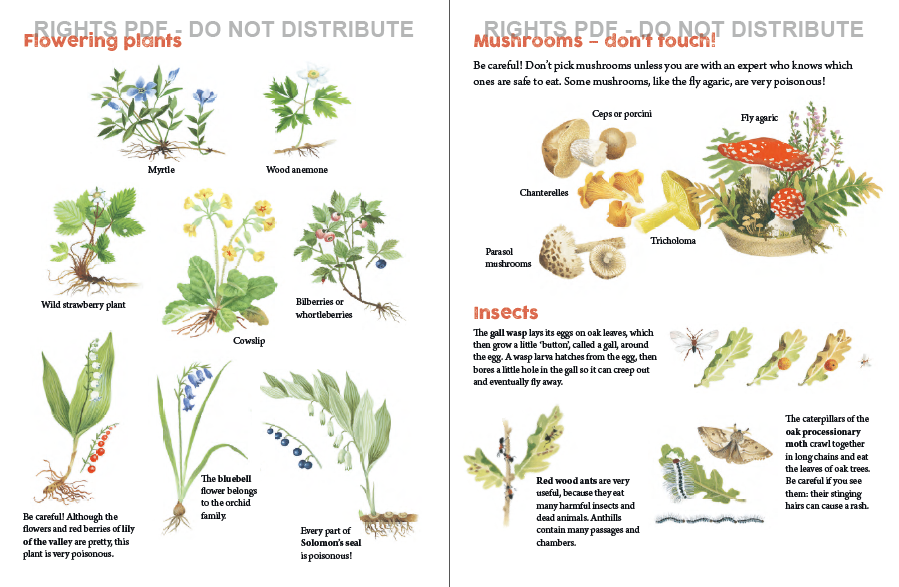 RIGHTS PDF - DO NOT DISTRIBUTE
Flowering plants
Myrtle
Wood anemone
Wild strawberry plant
Cowslip
Bilberries or
whortleberries
Be careful! Although the
flowers and red berries of lily
of the valley are pretty, this
plant is very poisonous.
The bluebell
flower belongs
to the orchid
family.
Every part of
Solomon's seal
is poisonous!
RIGHTS PDF - DO NOT DISTRIBUTE
Mushrooms – don't touch!
Be careful! Don't pick mushrooms unless you are with an expert who knows which
ones are safe to eat. Some mushrooms, like the fly agaric, are very poisonous!
Ceps or porcini
Fly agaric
Chanterelles
Tricholoma
Parasol
mushrooms
Insects
The gall wasp lays its eggs on oak leaves, which
then grow a little 'button', called a gall, around
the egg. A wasp larva hatches from the egg, then
bores a little hole in the gall so it can creep out
and eventually fly away.
Red wood ants are very
useful, because they eat
many harmful insects and
dead animals. Anthills
contain many passages and
chambers.
The caterpillars of the
oak processionary
moth crawl together
in long chains and eat
the leaves of oak trees.
Be careful if you see
them: their stinging
hairs can cause a rash.